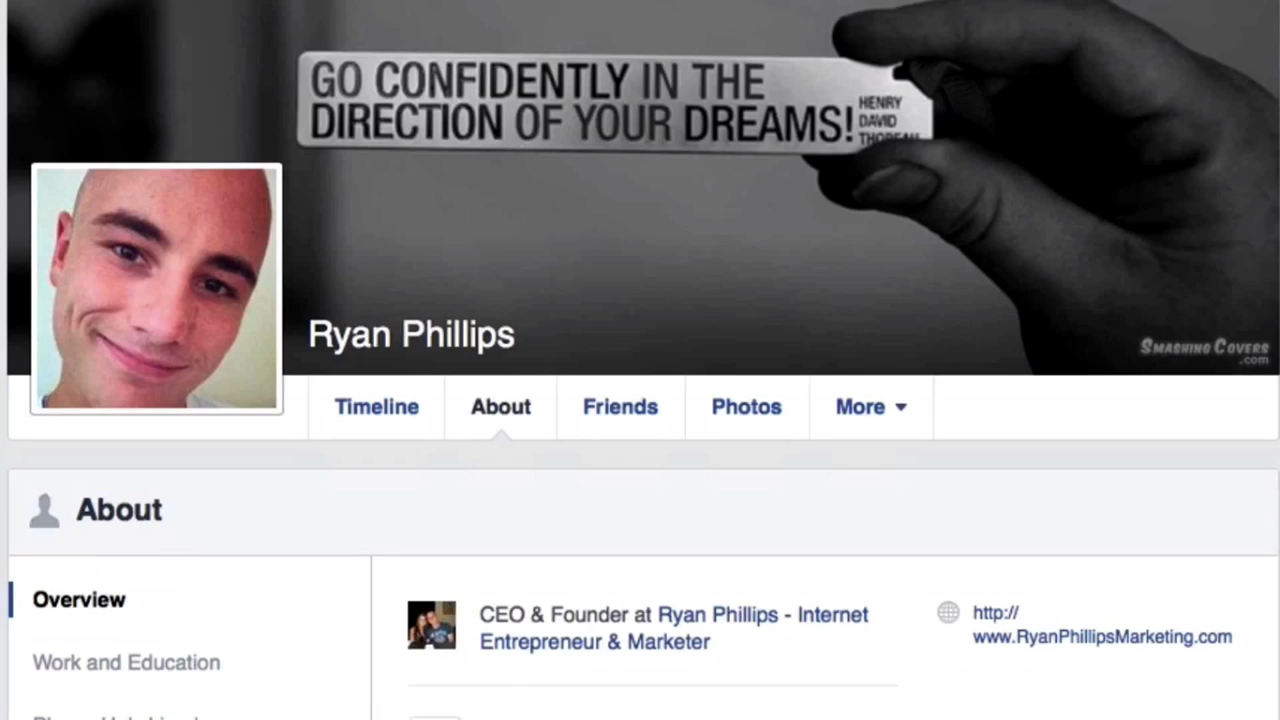 GO CONFIDENTLY IN THE
DIRECTION OF YOUR DREAMS!
HENRY
DAVID
THOREAU
SMASHING COVERS
.com
Ryan Phillips
Timeline
About
Friends
Photos
More
About
Overview
CEO & Founder at Ryan Phillips - Internet
Entrepreneur & Marketer
http://
www.RyanPhillipsMarketing.com
Work and Education